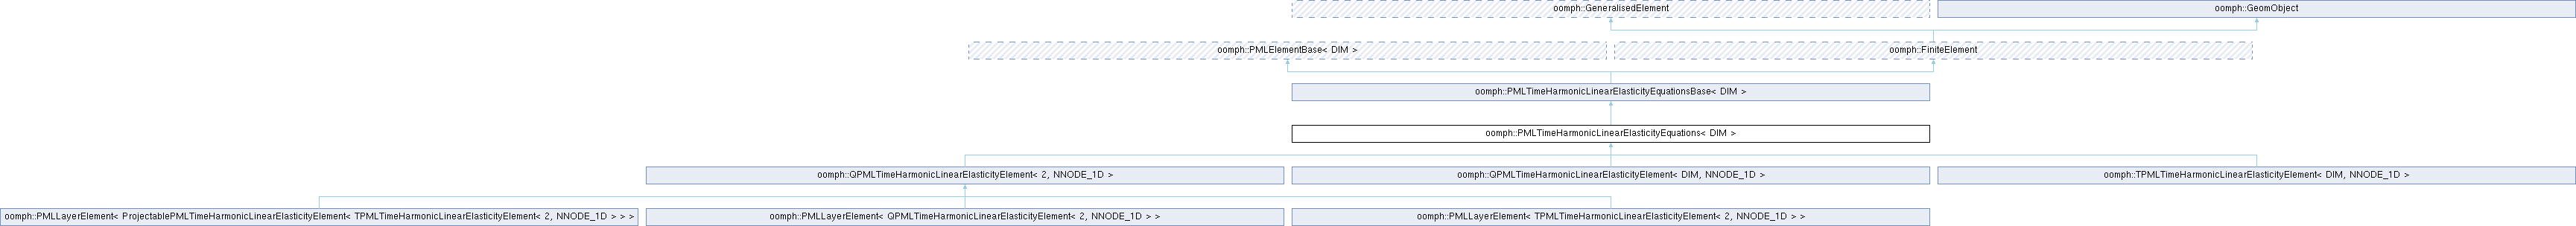 oomph::GeneralisedElement
oomph::GeomObject
oomph::PMLElementBase< DIM >
oomph::FiniteElement
oomph::PMLTimeHarmonicLinearElasticityEquationsBase< DIM >
oomph::PMLTimeHarmonicLinearElasticityEquations< DIM >
oomph::QPMLTimeHarmonicLinearElasticityElement< 2, NNODE_1D >
oomph::QPMLTimeHarmonicLinearElasticityElement< DIM, NNODE_1D >
oomph::TPMLTimeHarmonicLinearElasticityElement< DIM, NNODE_1D >
oomph::PMLLayerElement< ProjectablePMLTimeHarmonicLinearElasticityElement< TPMLTimeHarmonicLinearElasticityElement< 2, NNODE_1D > > >
oomph::PMLLayerElement< QPMLTimeHarmonicLinearElasticityElement< 2, NNODE_1D > >
oomph::PMLLayerElement< TPMLTimeHarmonicLinearElasticityElement< 2, NNODE_1D > >